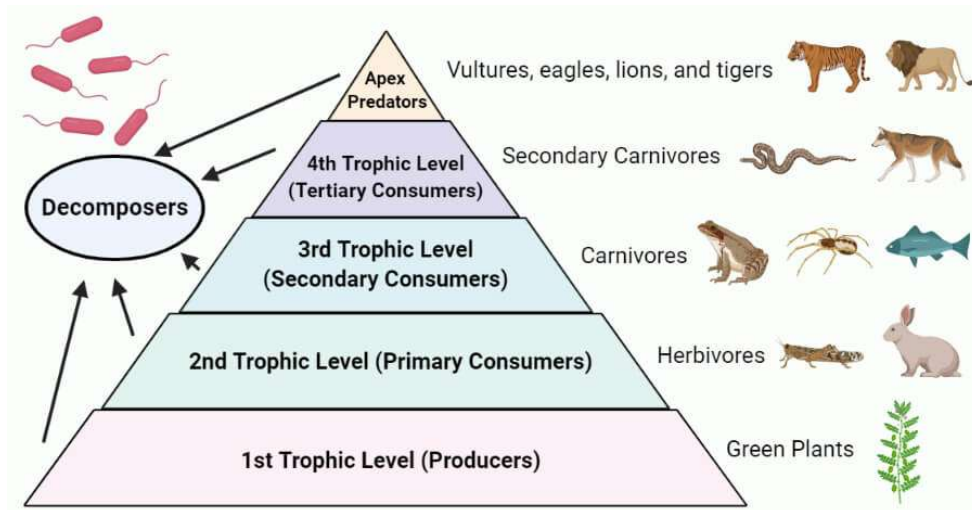 Apex
Predators
Vultures, eagles, lions, and tigers
4th Trophic Level
(Tertiary Consumers)
Secondary Carnivores
Decomposers
3rd Trophic Level
(Secondary Consumers)
Carnivores
2nd Trophic Level (Primary Consumers)
Herbivores
1st Trophic Level (Producers)
Green Plants